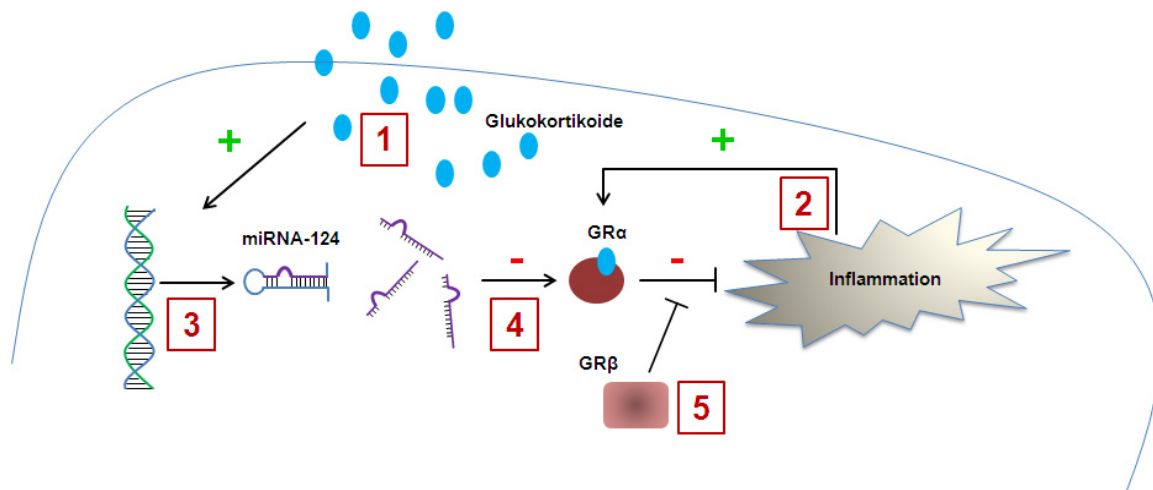 1
Glukokortikoide
+
+
2
GRα
miRNA-124
-
-
Inflammation
3
4
GRβ
5